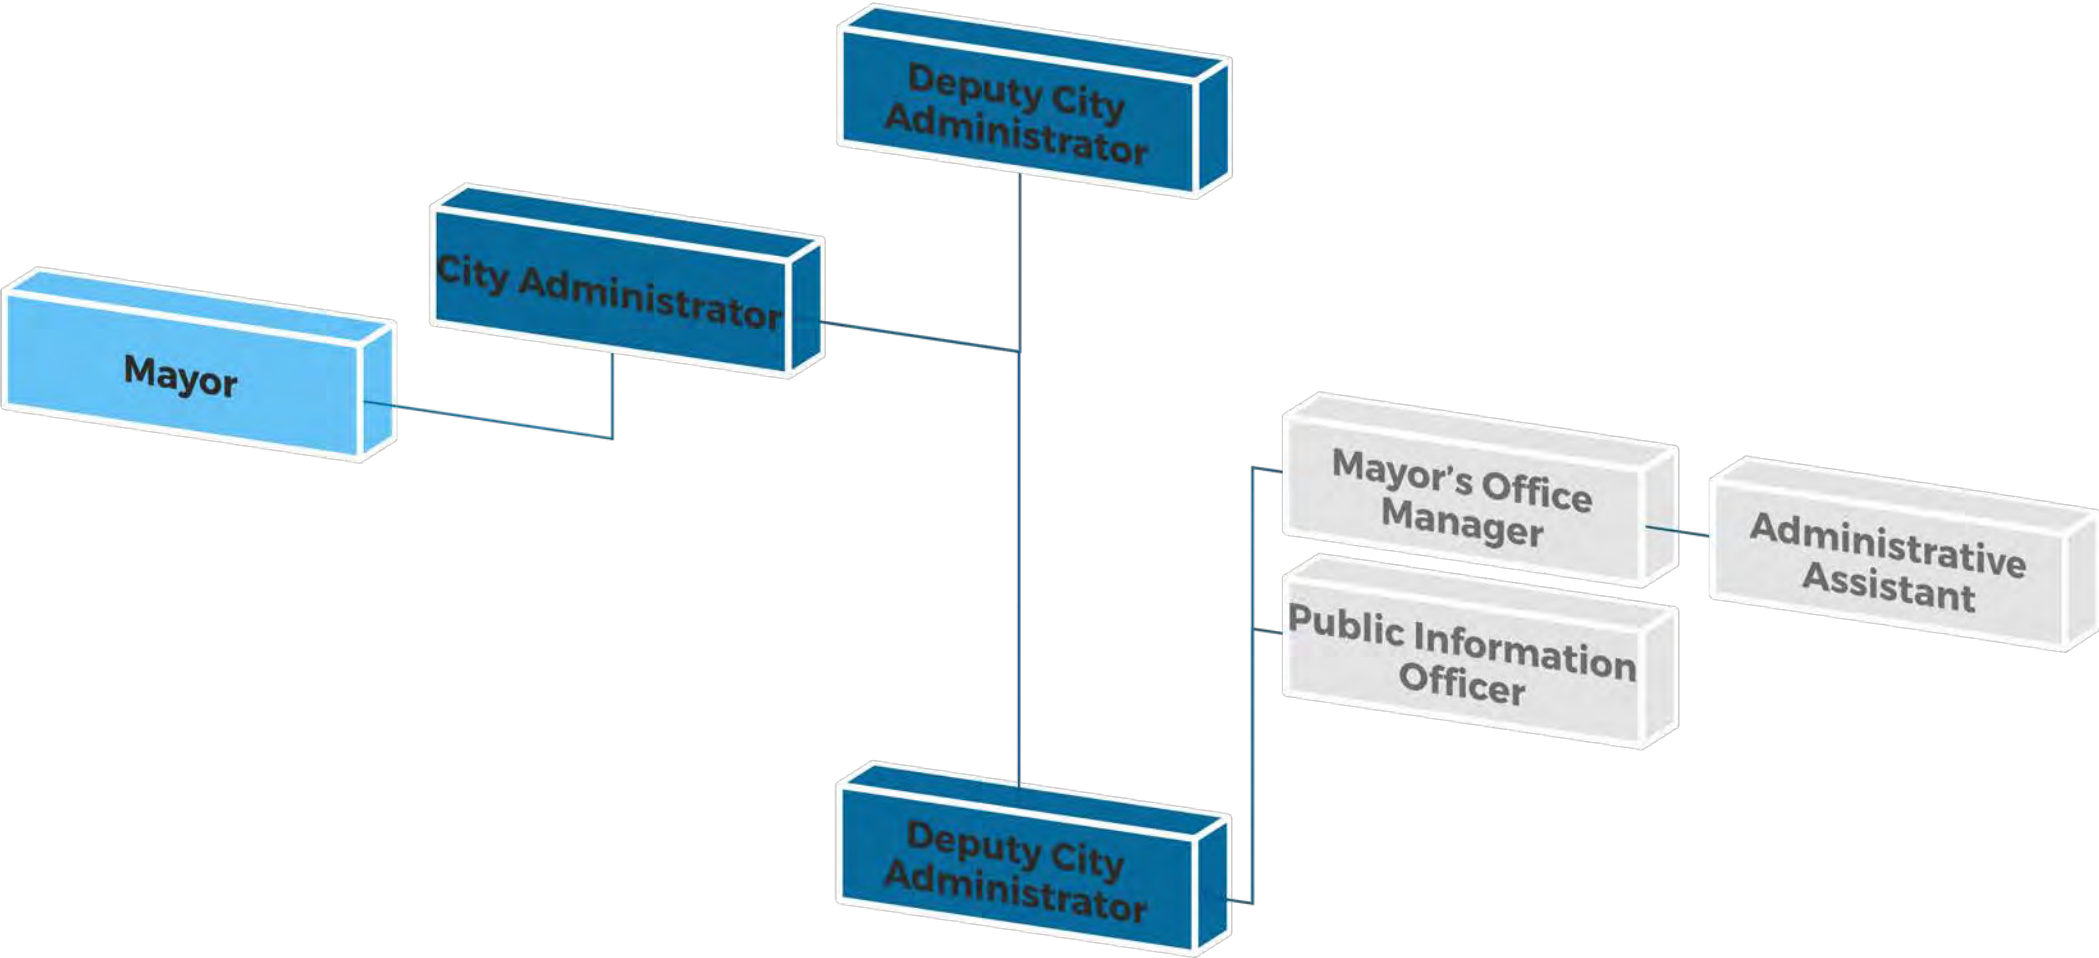 Deputy City
Administrator
City Administrator
Mayor
Mayor’s Office
Manager
Administrative
Assistant
Public Information
Officer
Deputy City
Administrator